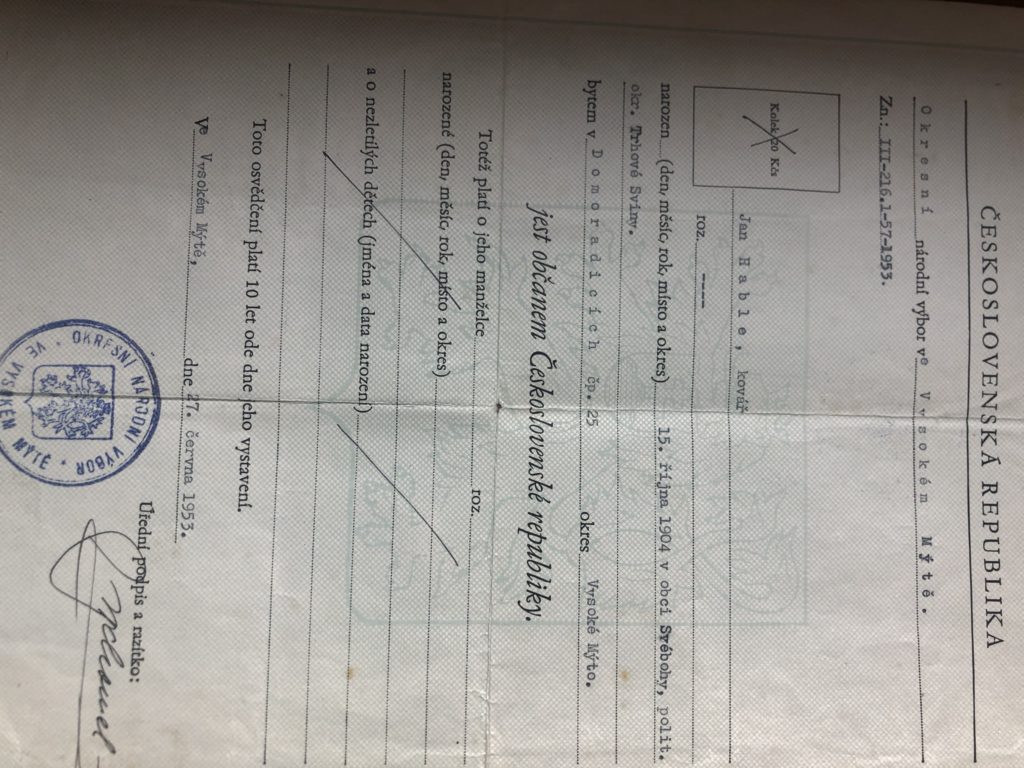 ČESKOSLOVENSKÁ REPUBLIKA
Okresní národní výbor ve Vysokém Mýtě.
Zn.: III-216.1-57-1953.
Kolek 20 Kčs
Jan Hable, kovář
roz. ----
narozen (den, měsíc, rok, místo a okres) 15. října 1904 v obci Svébohy, polit.
okr. Trhové Sviny.
bytem v Domoradicích čp. 25 okres Vysoké Mýto.
jest občanem Československé republiky.
Totéž platí o jeho manželce roz.
narozené (den, měsíc, rok, místo a okres)
a o nezletilých dětech (jména a data narození)
Toto osvědčení platí 10 let ode dne jeho vystavení.
Ve Vysokém Mýtě, dne 27. června 1953.
Úřední podpis a razítko:
OKRESNÍ NÁRODNÍ VÝBOR
MÝTĚ